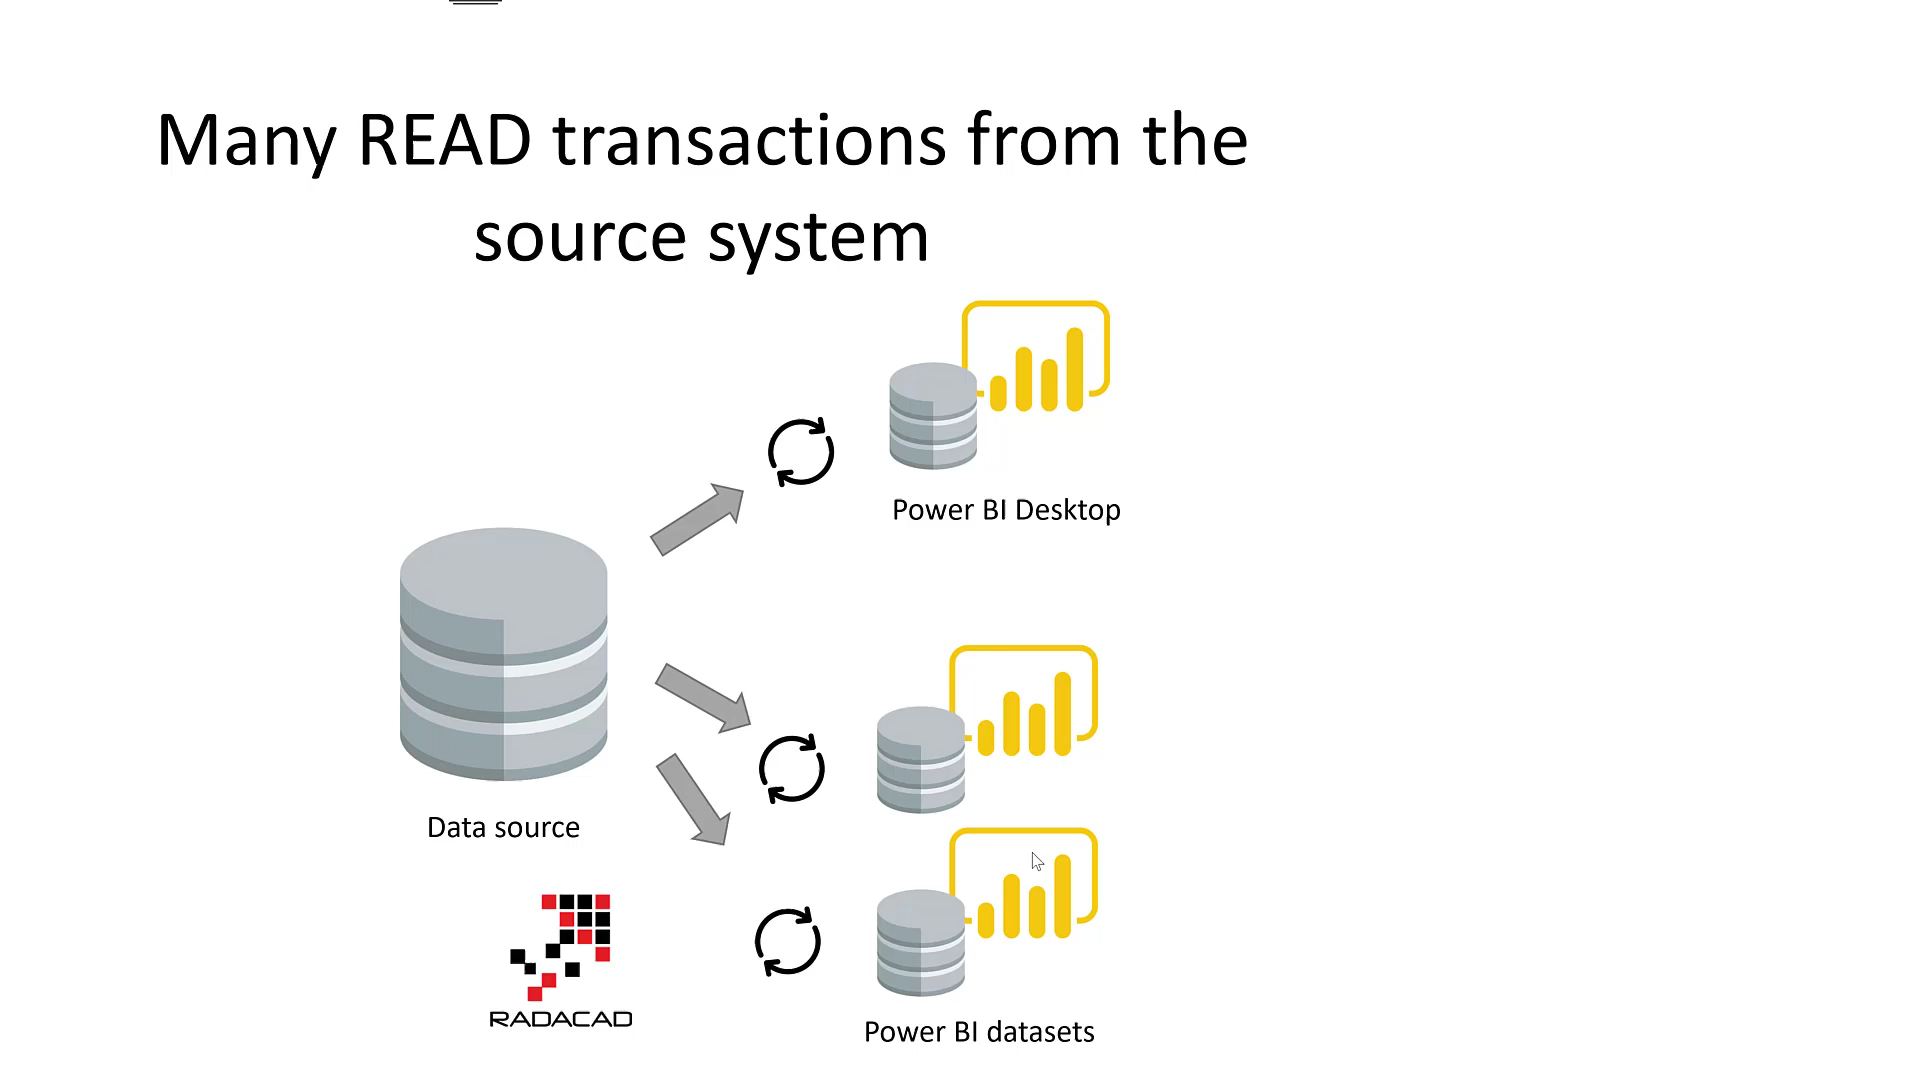 Many READ transactions from the
source system
Power BI Desktop
Data source
RADACAD
Power BI datasets